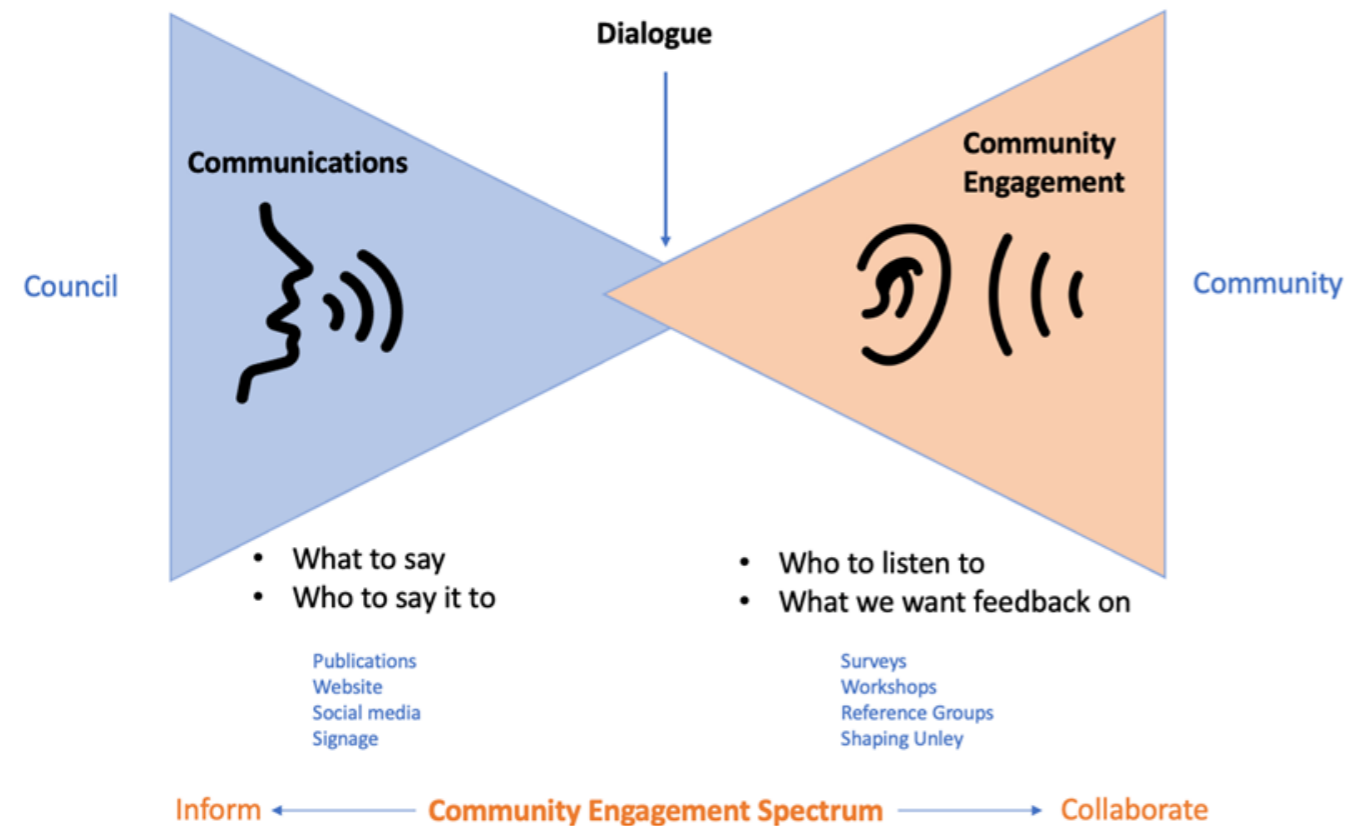 Dialogue
Communications
Community
Engagement
Council
Community
• What to say
• Who to say it to
• Who to listen to
• What we want feedback on
Publications
Website
Social media
Signage
Surveys
Workshops
Reference Groups
Shaping Unley
Inform Community Engagement Spectrum Collaborate